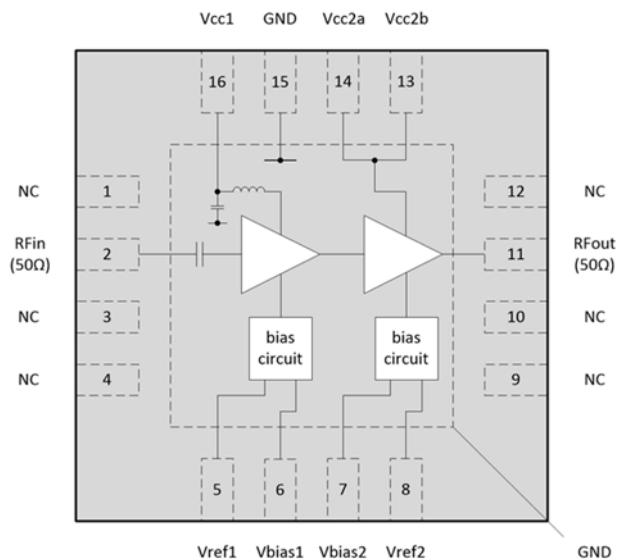 Vcc1 GND Vcc2a Vcc2b
16 15 14 13
NC 1 12 NC
RFin
(50Ω) 2 11 RFout
(50Ω)
NC 3 10 NC
bias
circuit
bias
circuit
NC 4 9 NC
5 6 7 8
Vref1 Vbias1 Vbias2 Vref2 GND